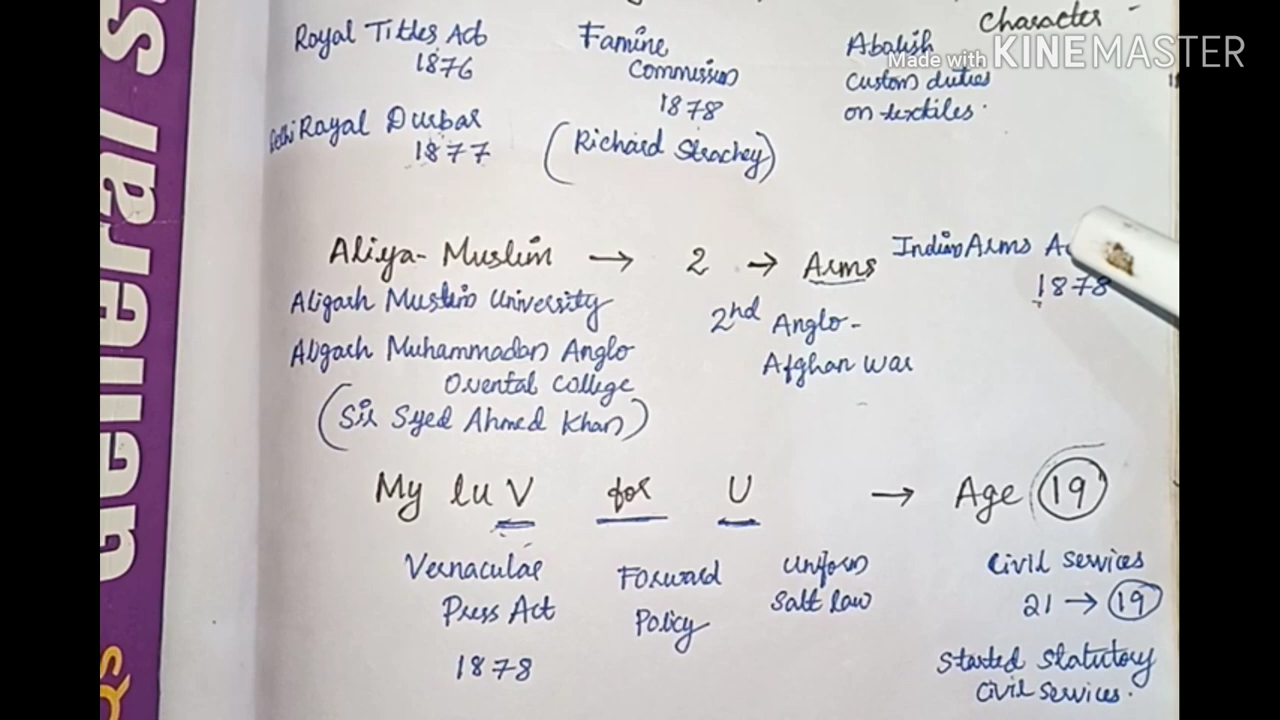 Character -
Royal Titles Act
1876
Famine
Commission
1878
(Richard Strachey)
Abolish
custom duties
on textiles.
Made with KINEMASTER
Delhi Royal Durbar
1877
Aliya- Muslim → 2 → Arms
Indian Arms Ac
1878
Aligarh Muslim University
Aligarh Muhammadan Anglo
Oriental College
(Sir Syed Ahmed Khan)
2nd Anglo-
Afghan war
My luV for U → Age 19
Vernacular
Press Act
1878
Forward
Policy
Uniform
Salt law
Civil Services
21 → 19
Started Statutory
Civil Services.
General S